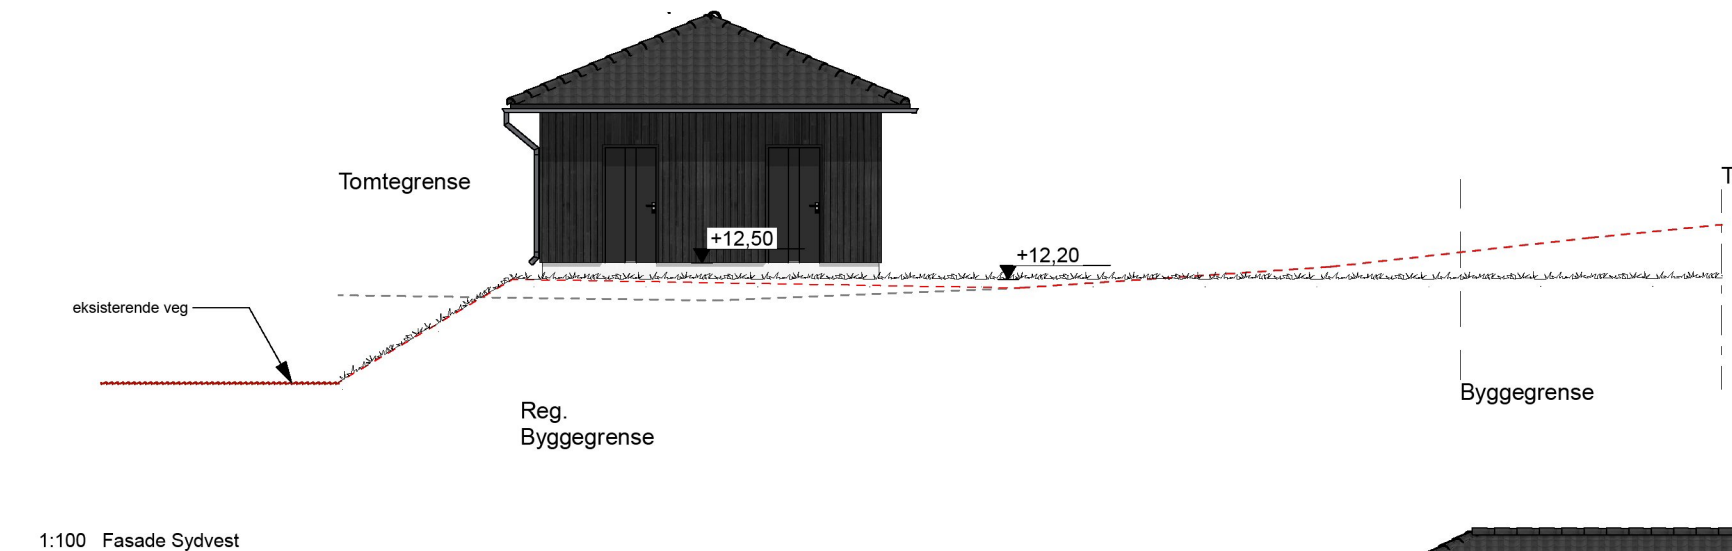 Tomtegrense
T
+12,50
+12,20
eksisterende veg
Byggegrense
Reg.
Byggegrense
1:100 Fasade Sydvest